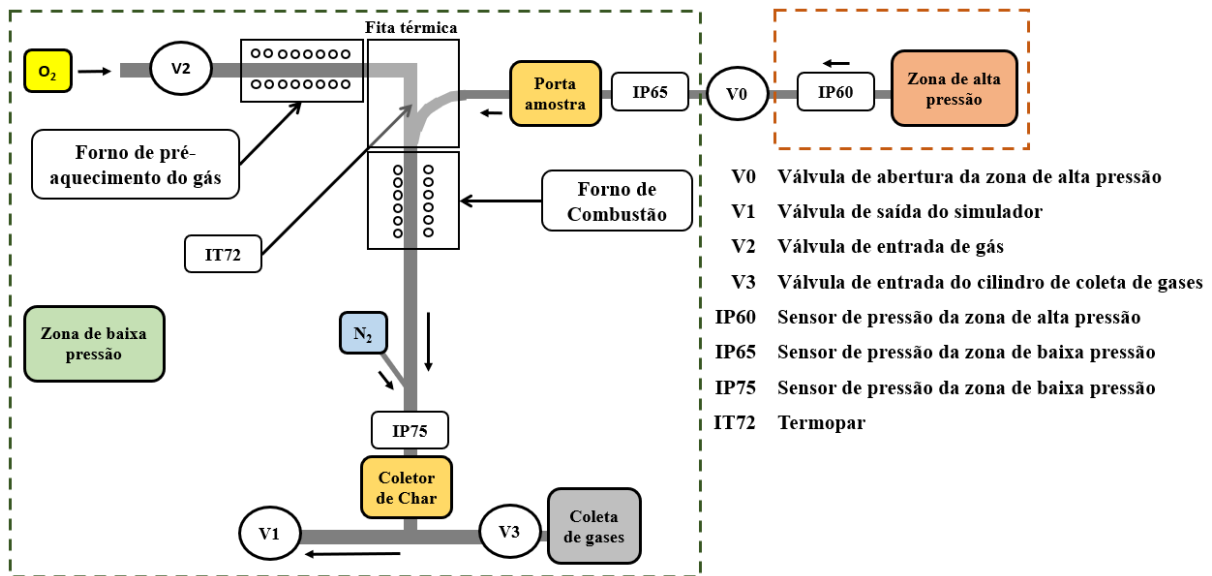 Fita térmica
O2
V2
Porta
amostra
IP65
V0
IP60
Zona de alta
pressão
Forno de pré-
aquecimento do gás
Forno de
Combustão
IT72
Zona de baixa
pressão
N2
IP75
Coletor
de Char
V1
V3
Coleta
de gases
V0 Válvula de abertura da zona de alta pressão
V1 Válvula de saída do simulador
V2 Válvula de entrada de gás
V3 Válvula de entrada do cilindro de coleta de gases
IP60 Sensor de pressão da zona de alta pressão
IP65 Sensor de pressão da zona de baixa pressão
IP75 Sensor de pressão da zona de baixa pressão
IT72 Termopar